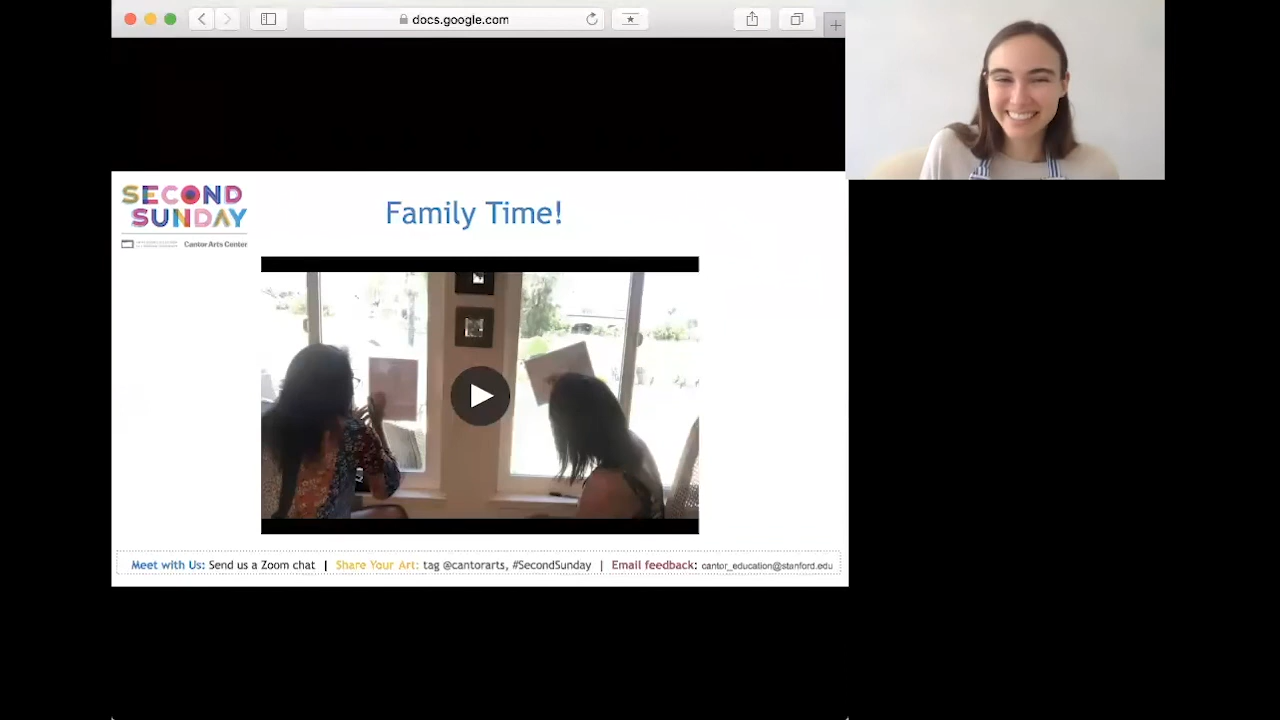 docs.google.com
SECOND
SUNDAY
Family Time!
Cantor Arts Center
Meet with Us: Send us a Zoom chat | Share Your Art: tag @cantorarts, #SecondSunday | Email feedback: cantor_education@stanford.edu